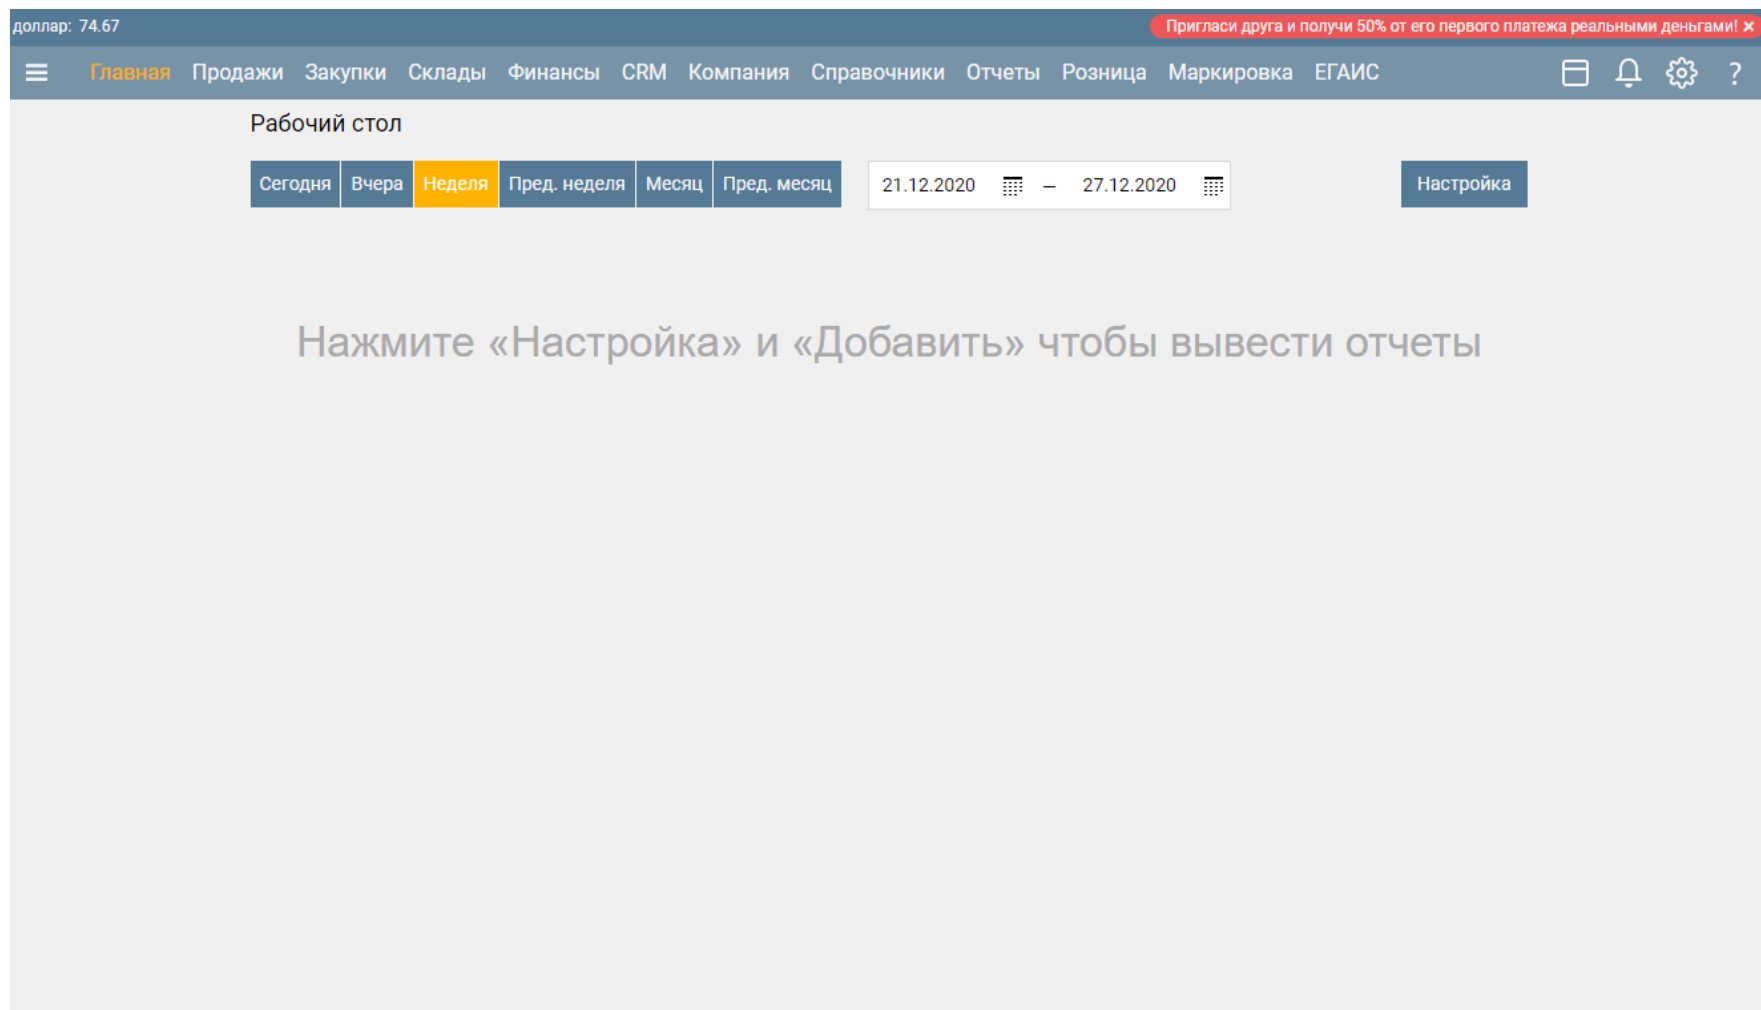 доллар: 74.67
Пригласи друга и получи 50% от его первого платежа реальными деньгами! ×
Главная Продажи Закупки Склады Финансы CRM Компания Справочники Отчеты Розница Маркировка ЕГАИС ?
Рабочий стол
Сегодня Вчера Неделя Пред. неделя Месяц Пред. месяц 21.12.2020 – 27.12.2020 Настройка
Нажмите «Настройка» и «Добавить» чтобы вывести отчеты